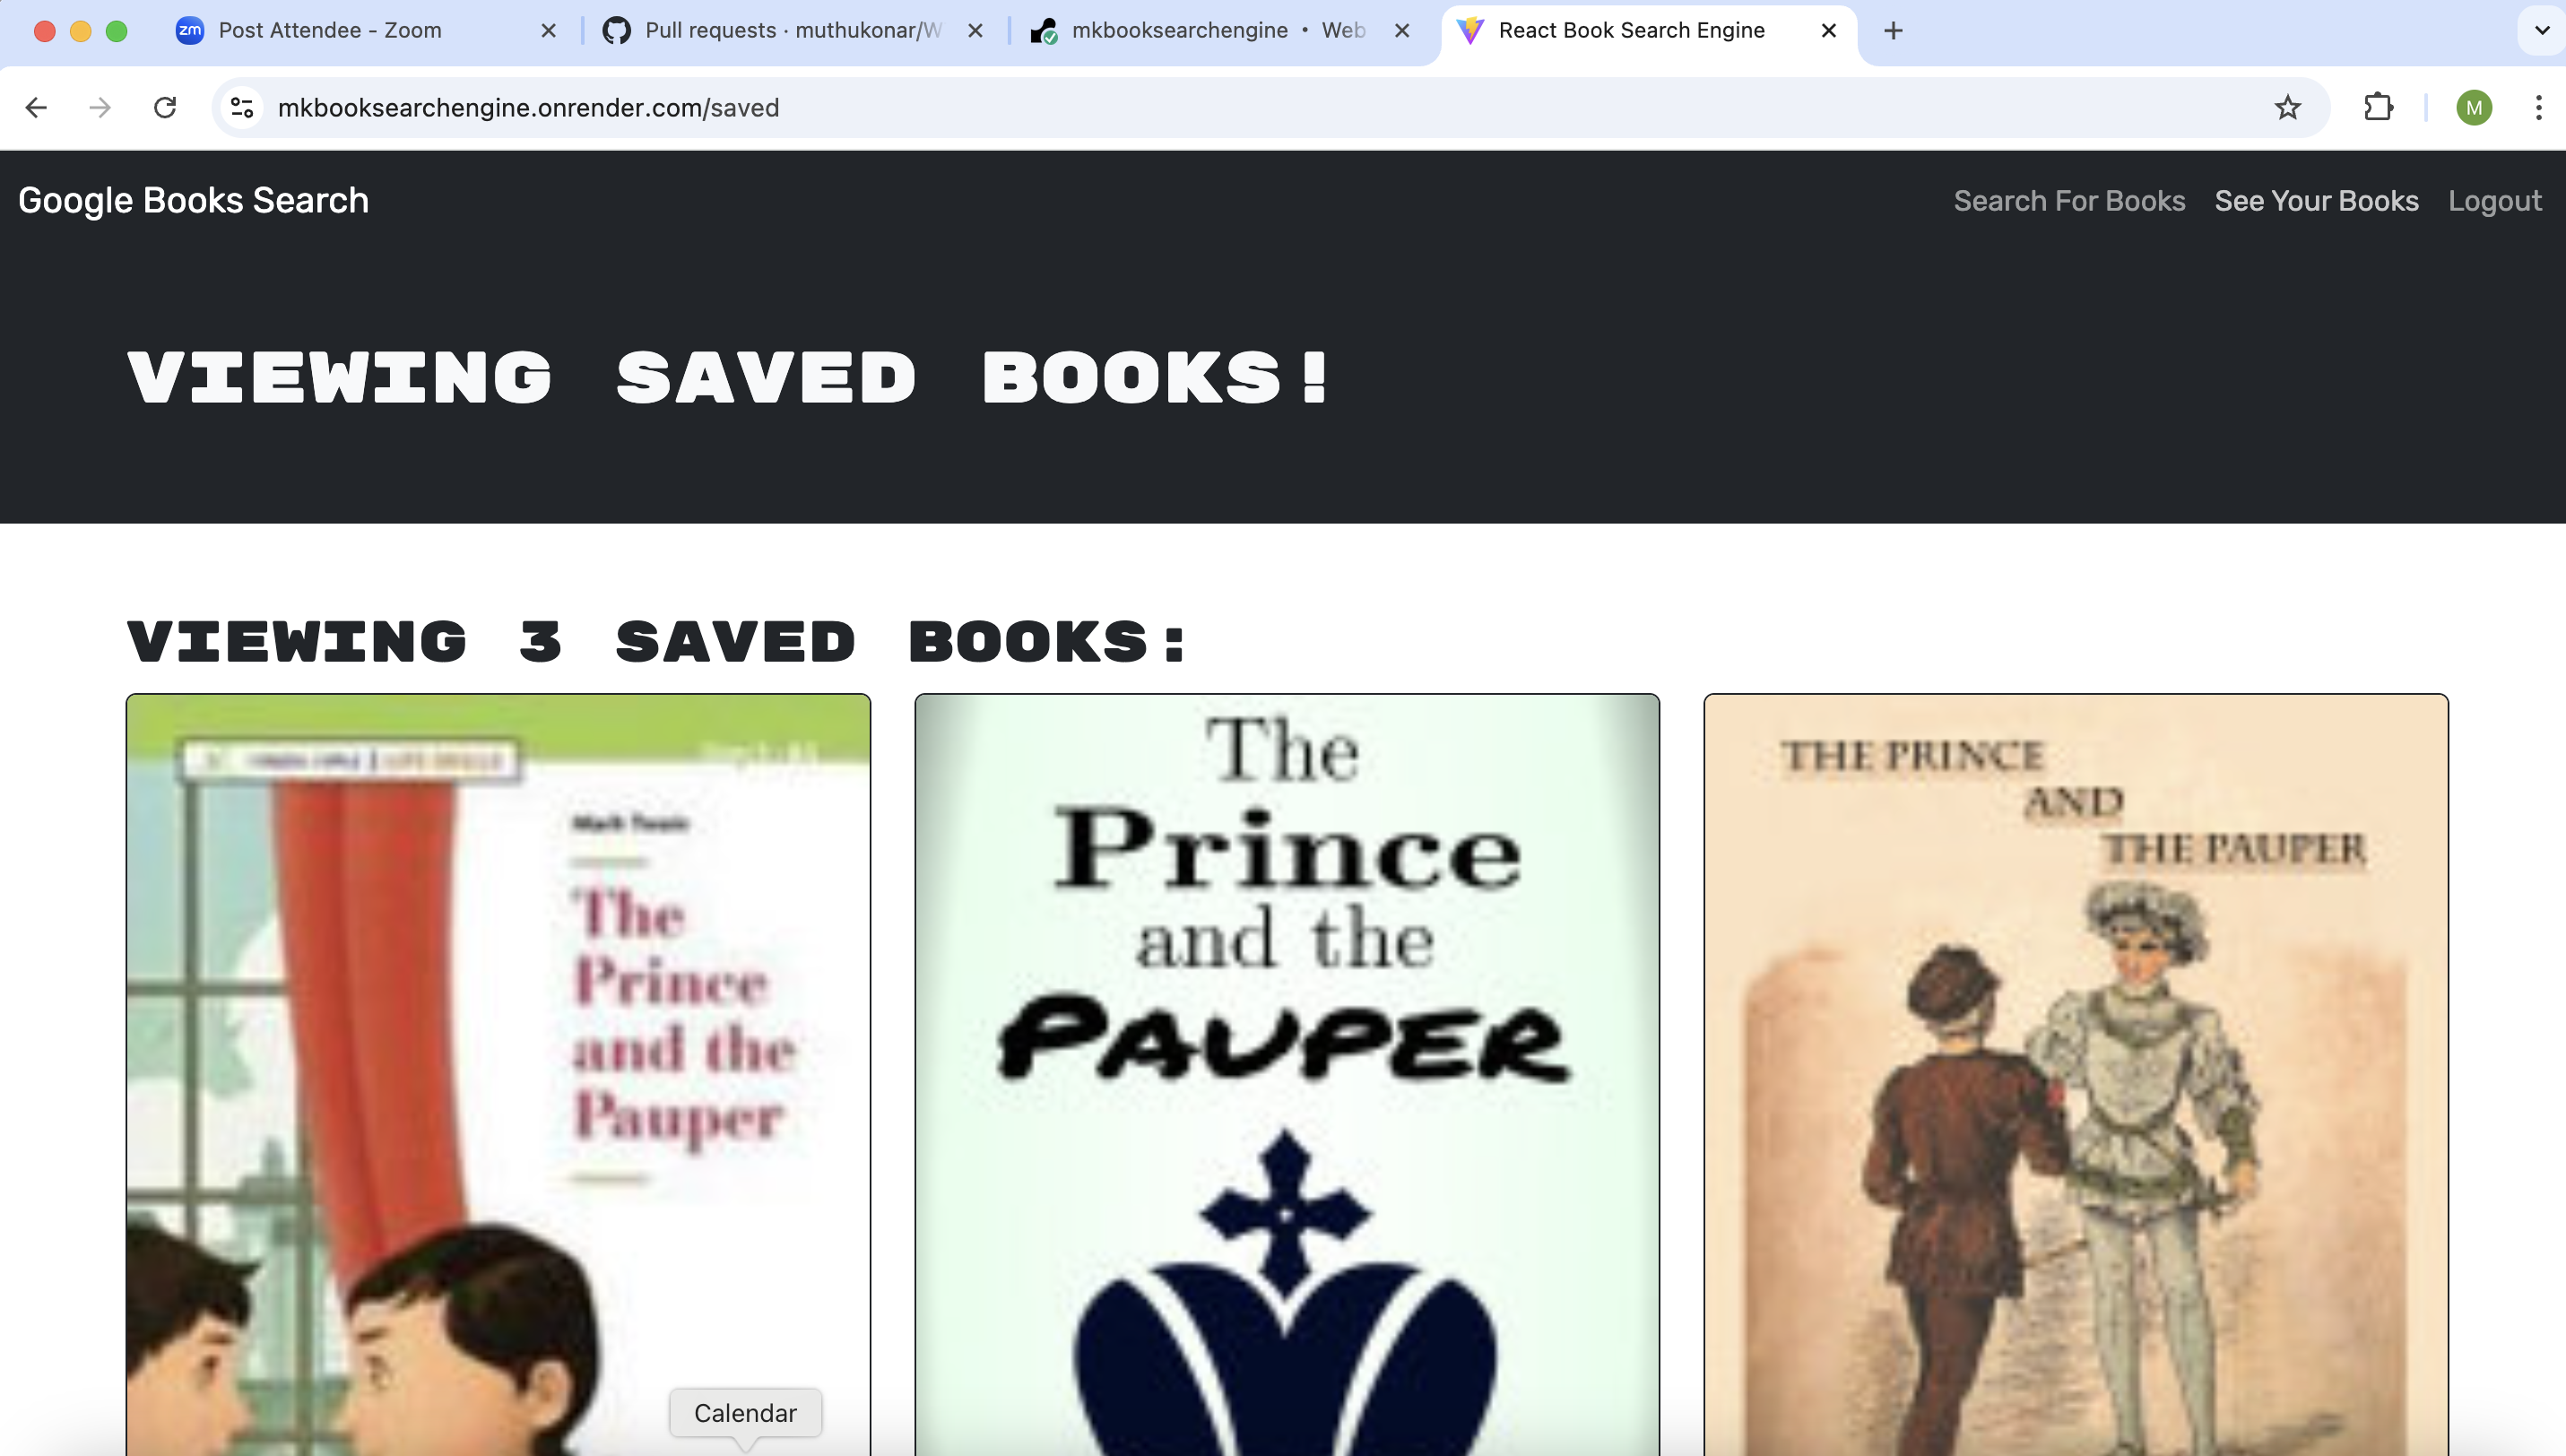 Post Attendee - Zoom
Pull requests · muthukonar/W
mkbooksearchengine • Web
React Book Search Engine
mkbooksearchengine.onrender.com/saved
M
Google Books Search
Search For Books
See Your Books
Logout
VIEWING SAVED BOOKS!
VIEWING 3 SAVED BOOKS:
Mark Twain
The
Prince
and the
Pauper
The
Prince
and the
PAUPER
THE PRINCE
AND
THE PAUPER
Calendar